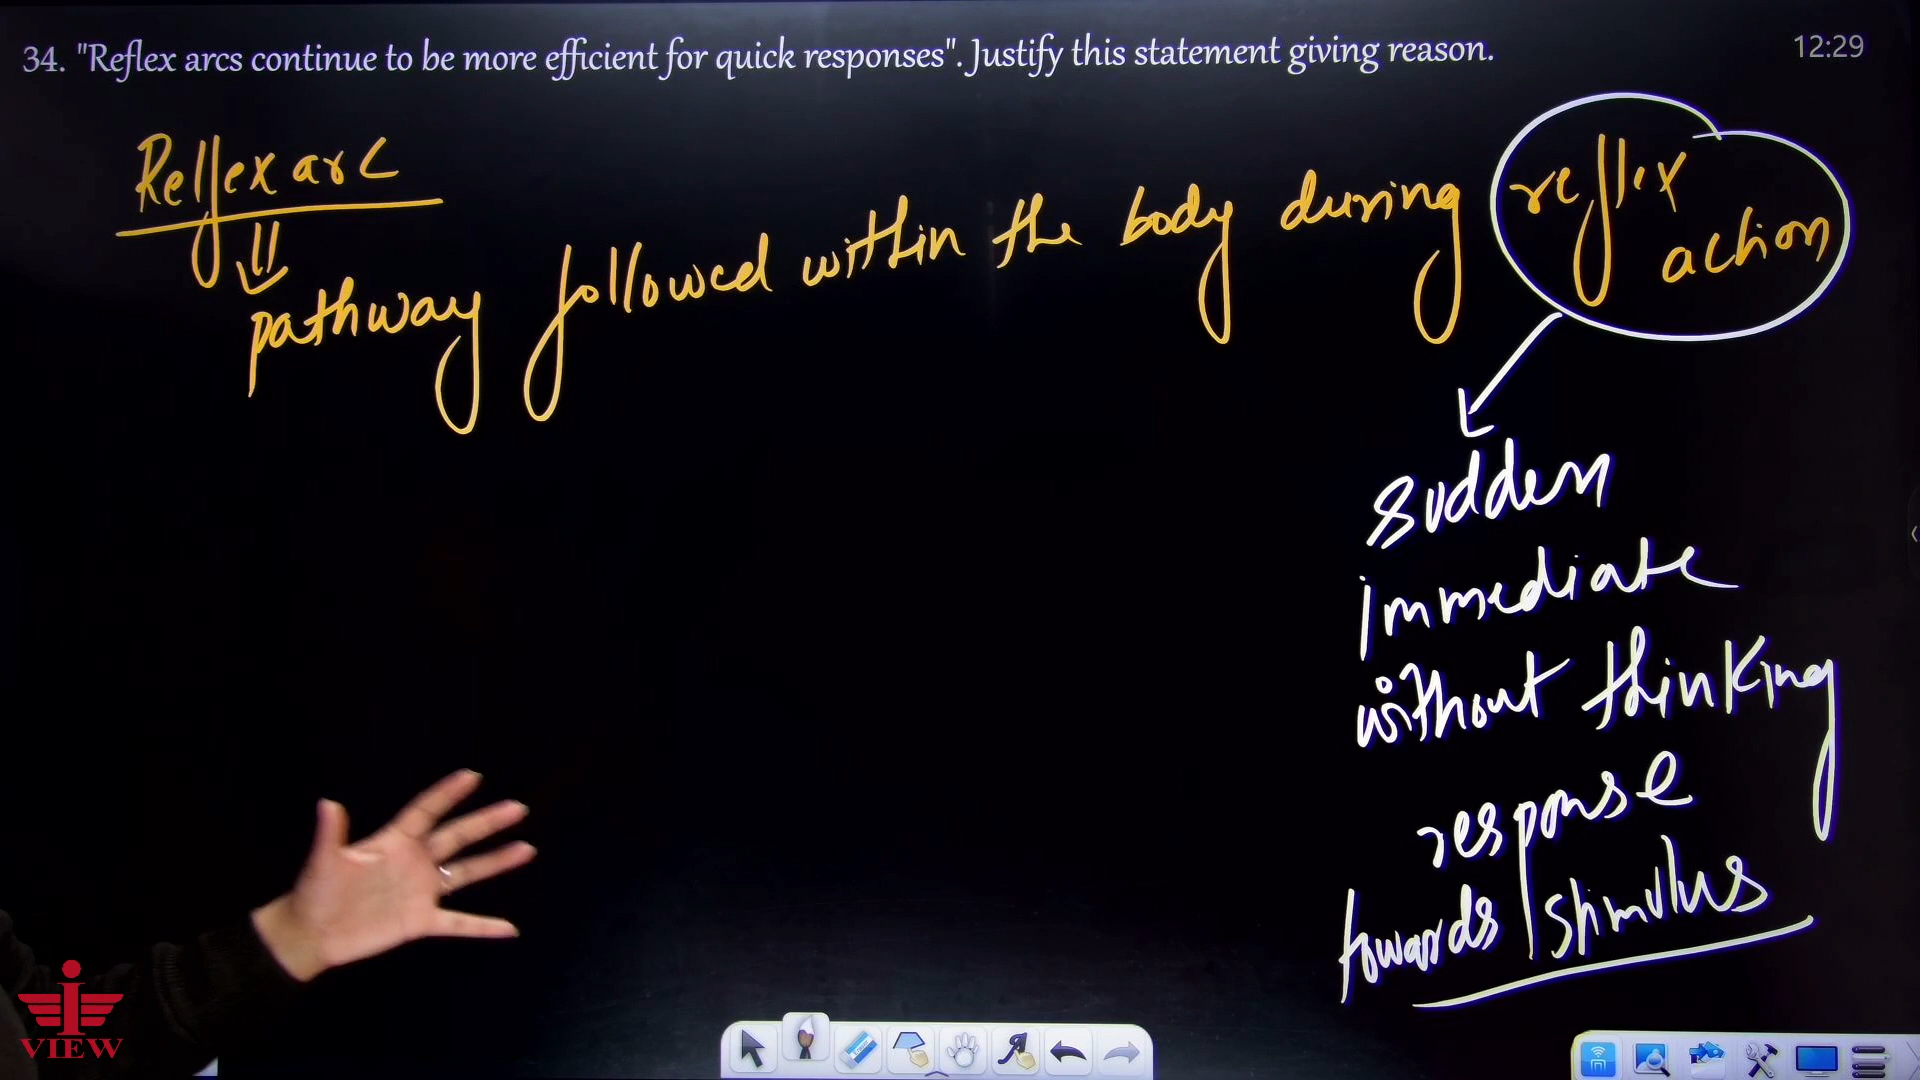 34. "Reflex arcs continue to be more efficient for quick responses". Justify this statement giving reason.
12:29
Reflex arc
pathway followed within the body during reflex
action
sudden
immediate
without thinking
response
towards stimulus
VIEW